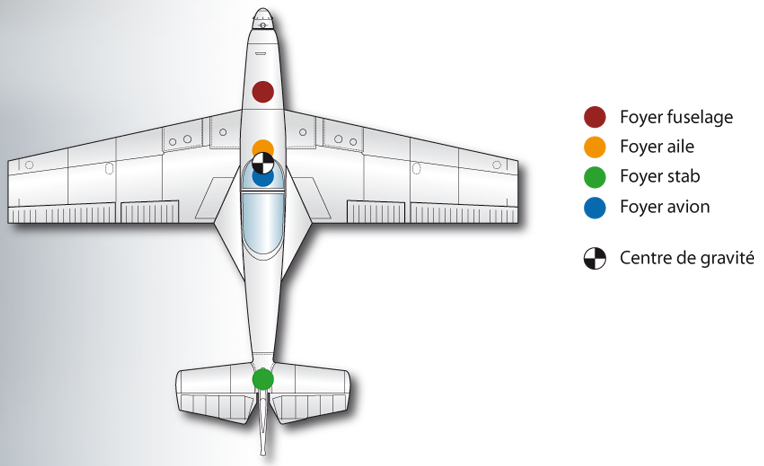 Foyer fuselage
Foyer aile
Foyer stab
Foyer avion
Centre de gravité